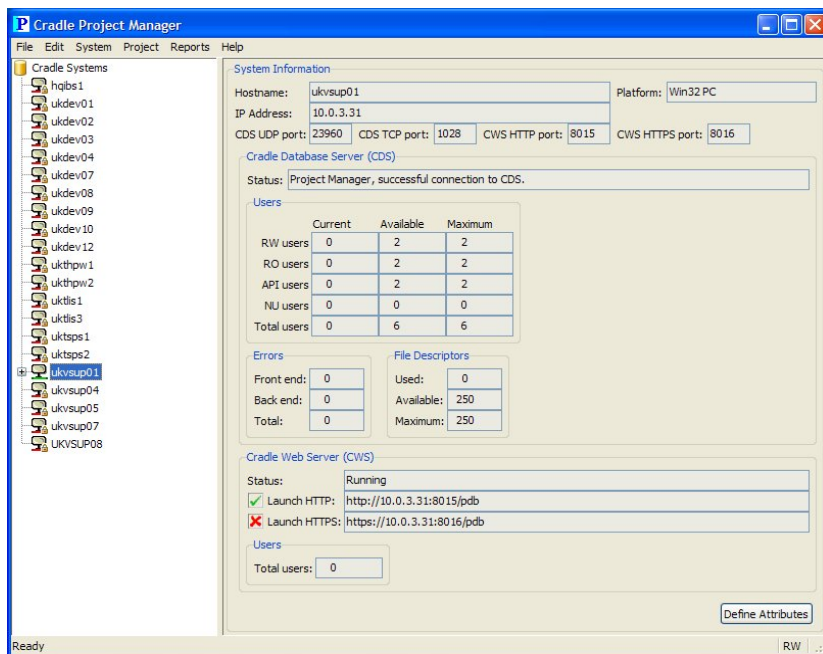 Cradle Project Manager
File Edit System Project Reports Help
Cradle Systems
hqibs1
ukdev01
ukdev02
ukdev03
ukdev04
ukdev07
ukdev08
ukdev09
ukdev10
ukdev12
ukthpw1
ukthpw2
uktlis1
uktlis3
uktsps1
uktsps2
ukvsup01
ukvsup04
ukvsup05
ukvsup07
UKVSUP08
System Information
Hostname: ukvsup01 Platform: Win32 PC
IP Address: 10.0.3.31
CDS UDP port: 23960 CDS TCP port: 1028 CWS HTTP port: 8015 CWS HTTPS port: 8016
Cradle Database Server (CDS)
Status: Project Manager, successful connection to CDS.
Users
Current Available Maximum
RW users 0 2 2
RO users 0 2 2
API users 0 2 2
NU users 0 0 0
Total users 0 6 6
Errors
Front end: 0
Back end: 0
Total: 0
File Descriptors
Used: 0
Available: 250
Maximum: 250
Cradle Web Server (CWS)
Status: Running
Launch HTTP: http://10.0.3.31:8015/pdb
Launch HTTPS: https://10.0.3.31:8016/pdb
Users
Total users: 0
Define Attributes
Ready RW